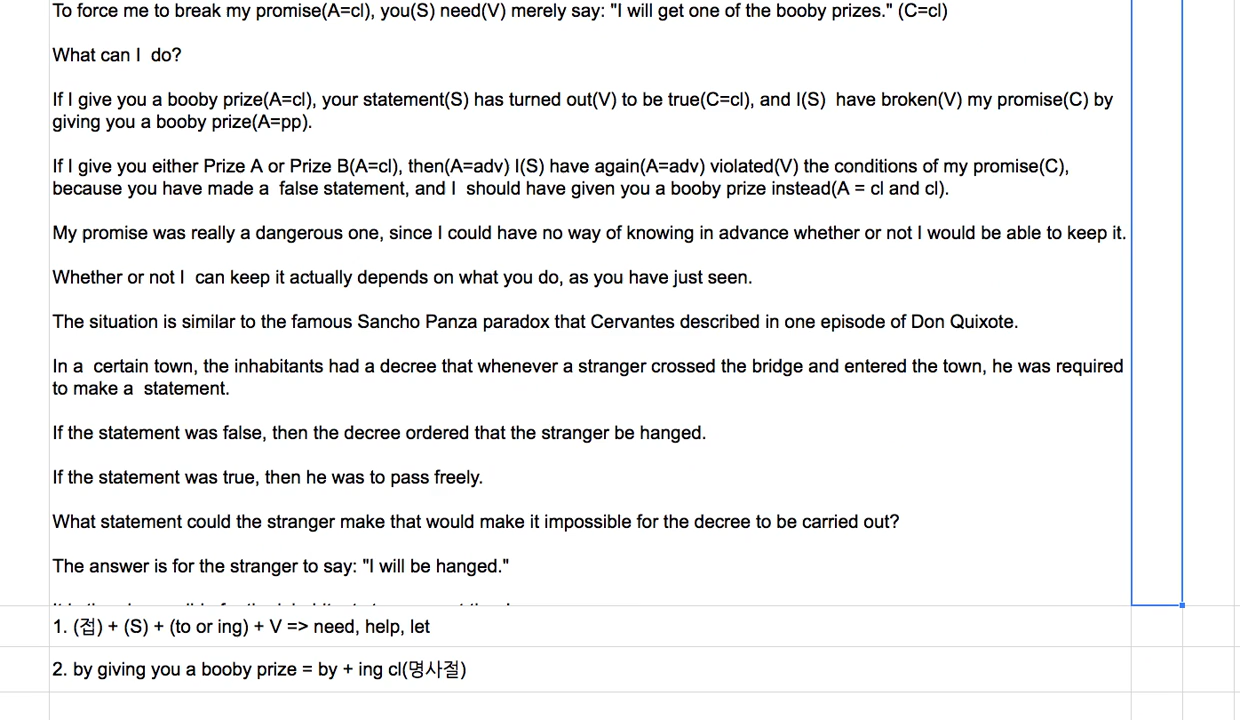 To force me to break my promise(A=cl), you(S) need(V) merely say: "I will get one of the booby prizes." (C=cl)
What can I  do?
If I give you a booby prize(A=cl), your statement(S) has turned out(V) to be true(C=cl), and I(S)  have broken(V) my promise(C) by
giving you a booby prize(A=pp).
If I give you either Prize A or Prize B(A=cl), then(A=adv) I(S) have again(A=adv) violated(V) the conditions of my promise(C),
because you have made a  false statement, and I  should have given you a booby prize instead(A = cl and cl).
My promise was really a dangerous one, since I could have no way of knowing in advance whether or not I would be able to keep it.
Whether or not I  can keep it actually depends on what you do, as you have just seen.
The situation is similar to the famous Sancho Panza paradox that Cervantes described in one episode of Don Quixote.
In a  certain town, the inhabitants had a decree that whenever a stranger crossed the bridge and entered the town, he was required
to make a  statement.
If the statement was false, then the decree ordered that the stranger be hanged.
If the statement was true, then he was to pass freely.
What statement could the stranger make that would make it impossible for the decree to be carried out?
The answer is for the stranger to say: "I will be hanged."
1. (접) + (S) + (to or ing) + V => need, help, let
2. by giving you a booby prize = by + ing cl(명사절)